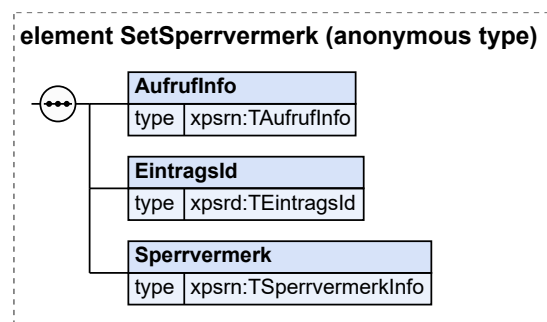 element SetSperrvermerk (anonymous type)
AufrufInfo
type xpsrn:TAufrufInfo
EintragsId
type xpsrd:TEintragsId
Sperrvermerk
type xpsrn:TSperrvermerkInfo